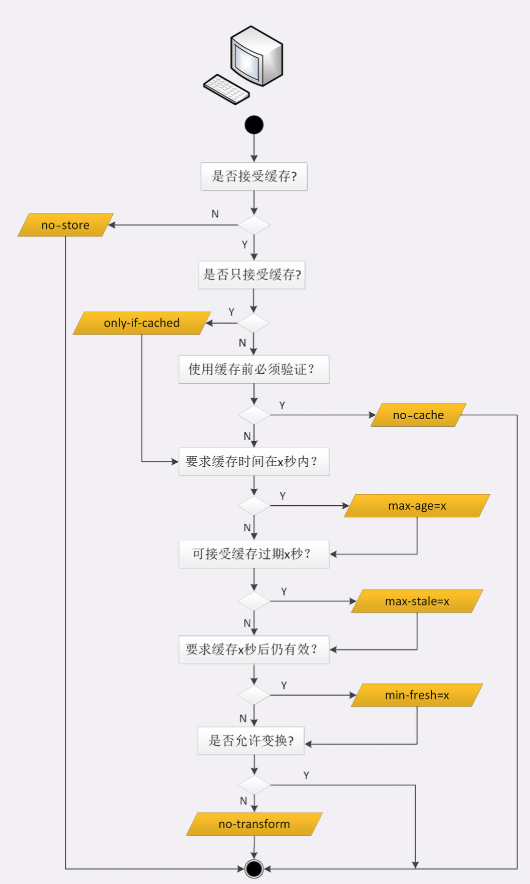 是否接受缓存?
N
no-store
Y
是否只接受缓存?
Y
only-if-cached
N
使用缓存前必须验证?
Y
no-cache
N
要求缓存时间在x秒内?
Y
max-age=x
N
可接受缓存过期x秒?
Y
max-stale=x
N
要求缓存x秒后仍有效?
Y
min-fresh=x
N
是否允许变换?
Y
N
no-transform